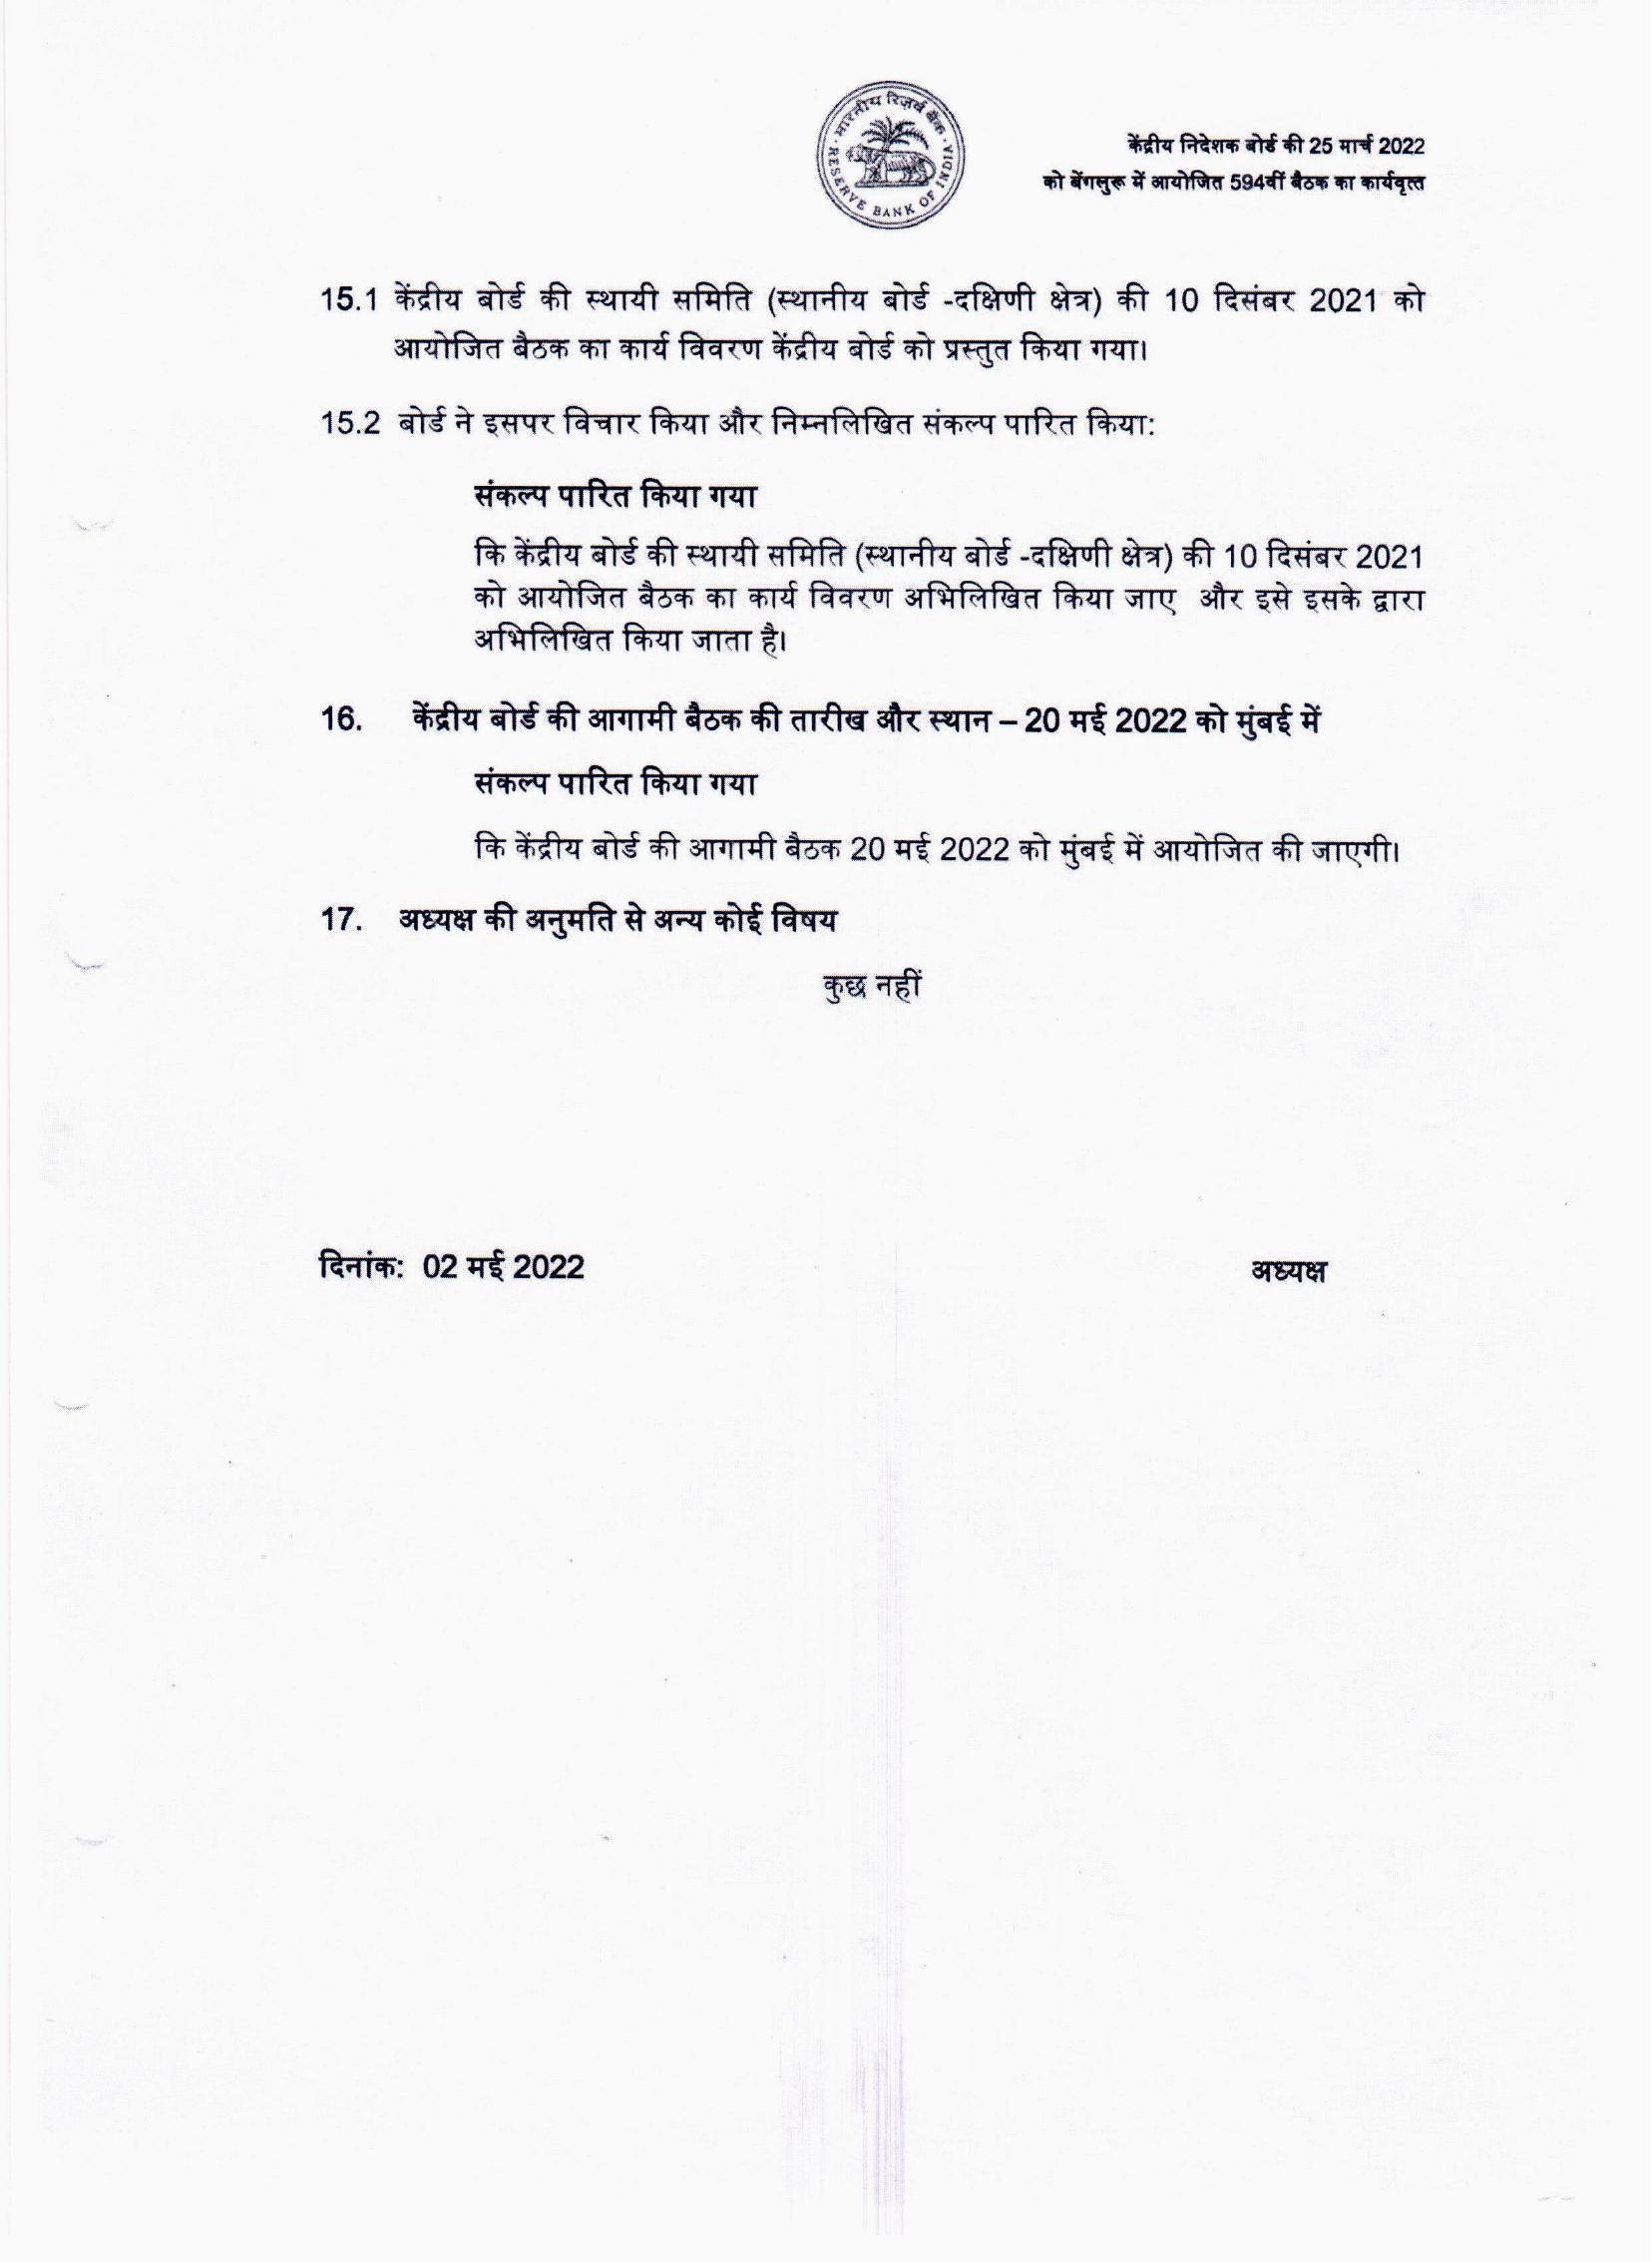 भारतीय रिज़र्व बैंक
RESERVE BANK OF INDIA
केंद्रीय निदेशक बोर्ड की 25 मार्च 2022
को बेंगलुरू में आयोजित 594वीं बैठक का कार्यवृत्त
15.1 केंद्रीय बोर्ड की स्थायी समिति (स्थानीय बोर्ड -दक्षिणी क्षेत्र) की 10 दिसंबर 2021 को
आयोजित बैठक का कार्य विवरण केंद्रीय बोर्ड को प्रस्तुत किया गया।
15.2 बोर्ड ने इसपर विचार किया और निम्नलिखित संकल्प पारित किया:
संकल्प पारित किया गया
कि केंद्रीय बोर्ड की स्थायी समिति (स्थानीय बोर्ड -दक्षिणी क्षेत्र) की 10 दिसंबर 2021
को आयोजित बैठक का कार्य विवरण अभिलिखित किया जाए और इसे इसके द्वारा
अभिलिखित किया जाता है।
16. केंद्रीय बोर्ड की आगामी बैठक की तारीख और स्थान – 20 मई 2022 को मुंबई में
संकल्प पारित किया गया
कि केंद्रीय बोर्ड की आगामी बैठक 20 मई 2022 को मुंबई में आयोजित की जाएगी।
17. अध्यक्ष की अनुमति से अन्य कोई विषय
कुछ नहीं
दिनांक: 02 मई 2022 अध्यक्ष